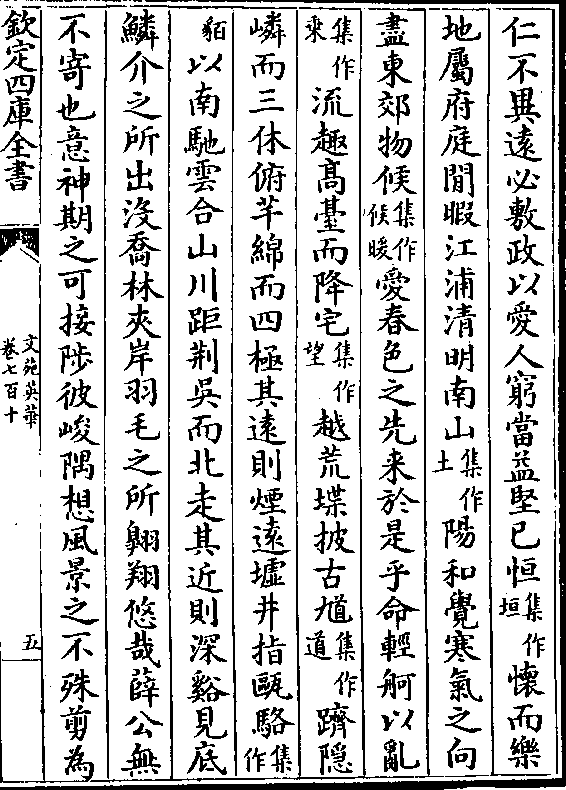 仁不異遠必敷政以愛人窮當益堅已恒集作垣懷而樂
地屬府庭閒暇江浦清明南山集作土陽和覺寒氣之向
盡東郊物候集作候暖愛春色之先来於是乎命輕舸以亂
集作乗流趣髙臺而降宅集作望越荒堞披古尯集作道躋隠
嶙而三休俯芊綿而四極其逺則煙逺墟井指甌駱集作
貊以南馳雲合山川距荆吳而北走其近則深谿見底
鱗介之所出没喬林夾岸羽毛之所翺翔悠哉薛公無
不寄也意神期之可接陟彼峻隅想風景之不殊剪為
欽定四庫全書
文苑英華
卷七百十
五